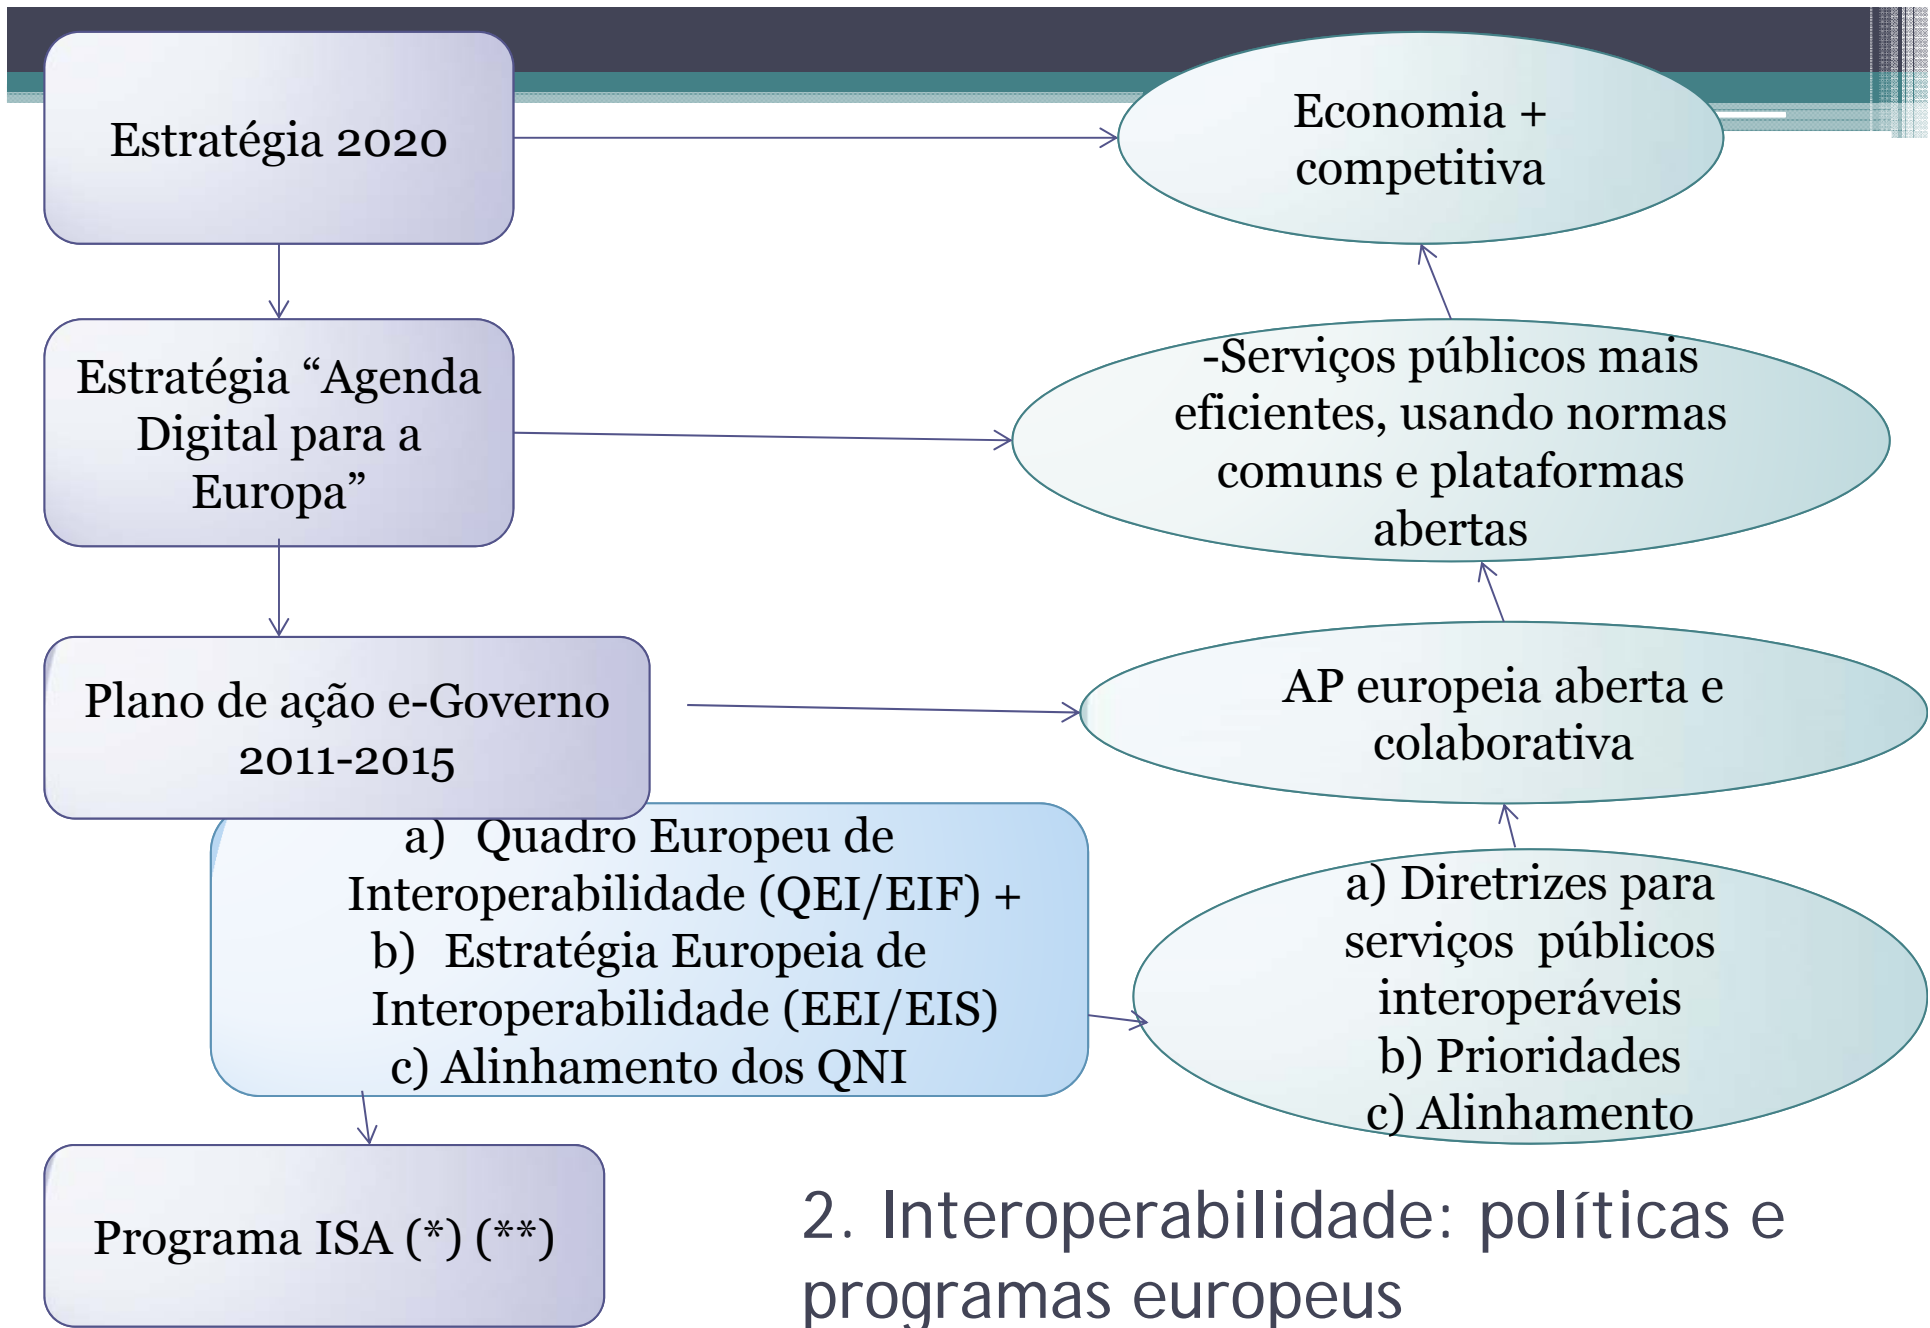 Estratégia 2020
Economia +
competitiva
Estratégia “Agenda
Digital para a
Europa”
-Serviços públicos mais
eficientes, usando normas
comuns e plataformas
abertas
Plano de ação e-Governo
2011-2015
AP europeia aberta e
colaborativa
a) Quadro Europeu de
Interoperabilidade (QEI/EIF) +
b) Estratégia Europeia de
Interoperabilidade (EEI/EIS)
c) Alinhamento dos QNI
a) Diretrizes para
serviços públicos
interoperáveis
b) Prioridades
c) Alinhamento
Programa ISA (*) (**)
2. Interoperabilidade: políticas e
programas europeus